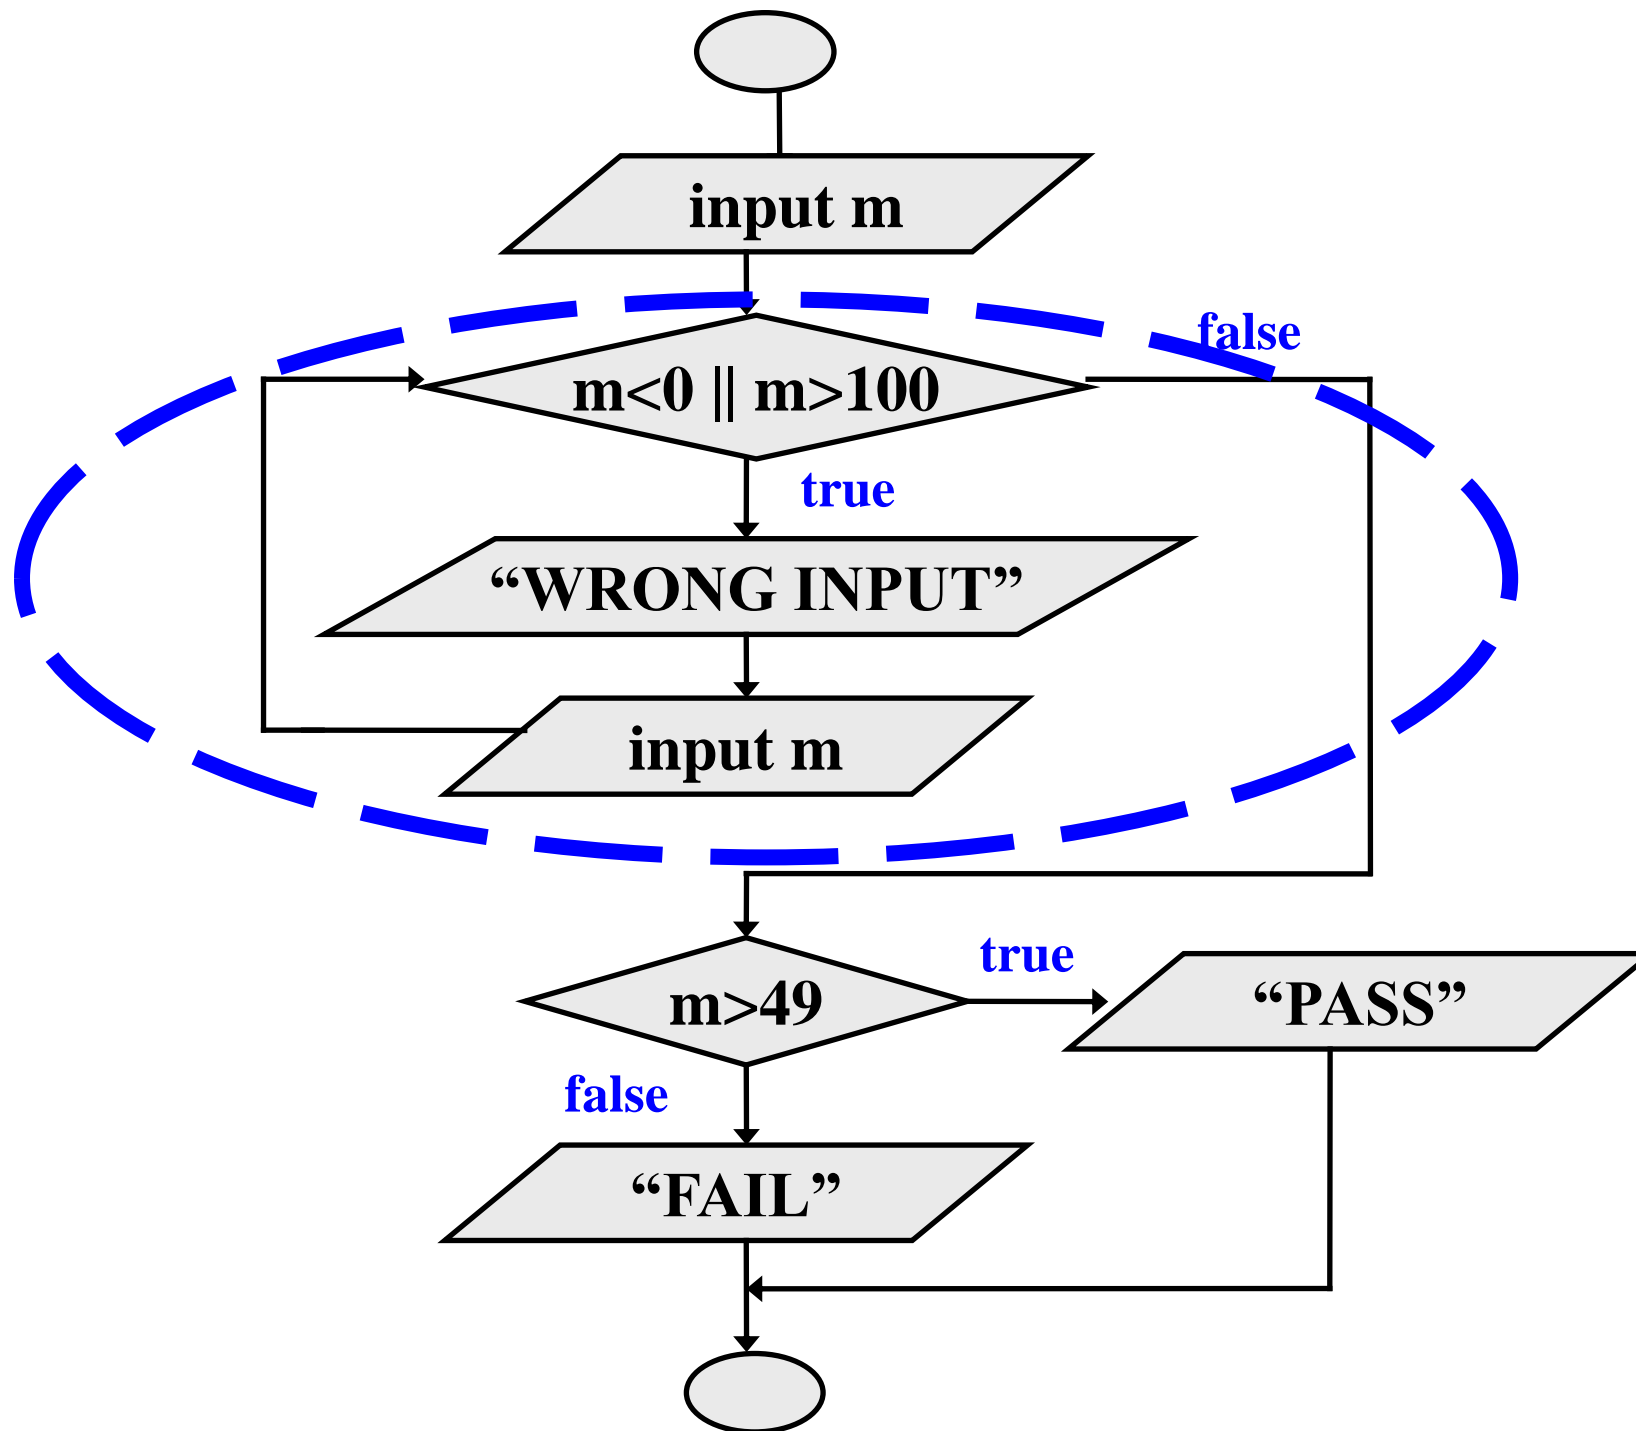 input m
false
m<0 || m>100
true
“WRONG INPUT”
input m
true
m>49
“PASS”
false
“FAIL”